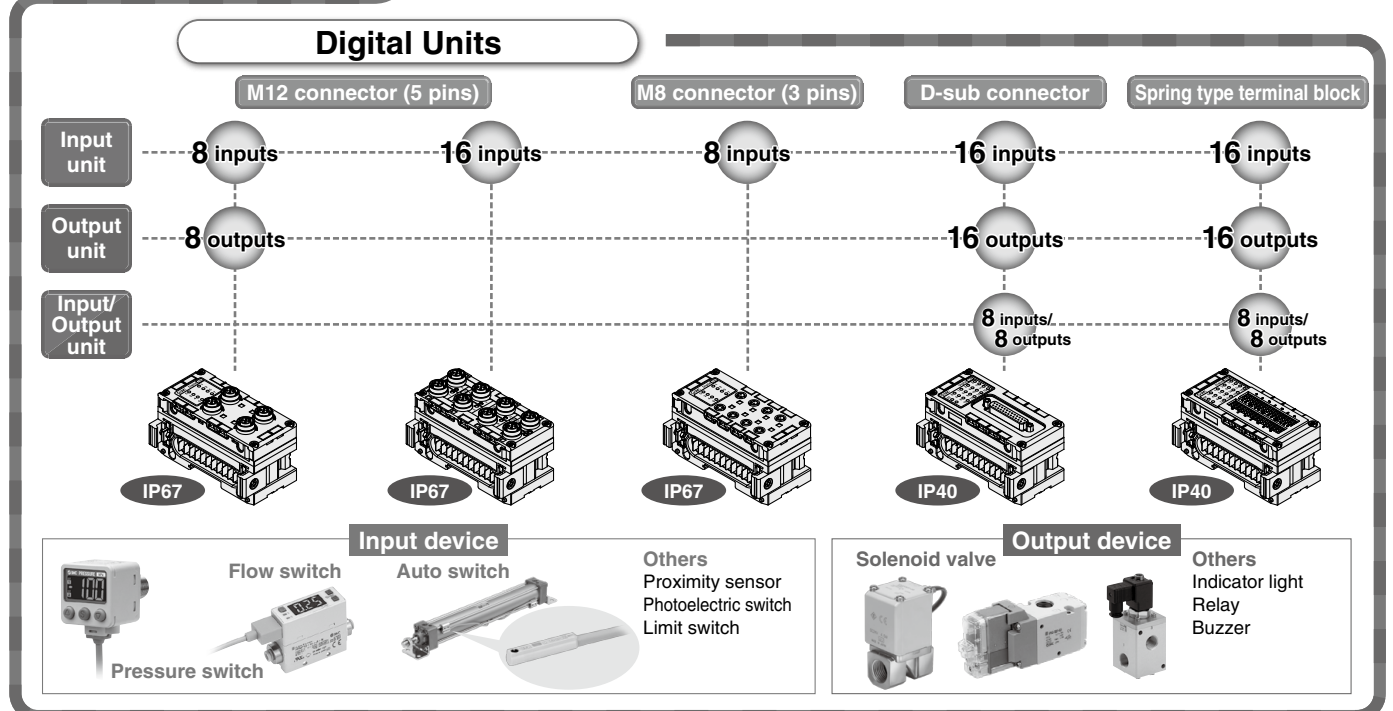 Digital Units
M12 connector (5 pins)
M8 connector (3 pins)
D-sub connector
Spring type terminal block
Input
unit
8 inputs
16 inputs
8 inputs
16 inputs
16 inputs
Output
unit
8 outputs
16 outputs
16 outputs
Input/
Output
unit
8 inputs/
8 outputs
8 inputs/
8 outputs
IP67
IP67
IP67
IP40
IP40
Input device
Pressure switch
Flow switch
Auto switch
Others
Proximity sensor
Photoelectric switch
Limit switch
Output device
Solenoid valve
Others
Indicator light
Relay
Buzzer